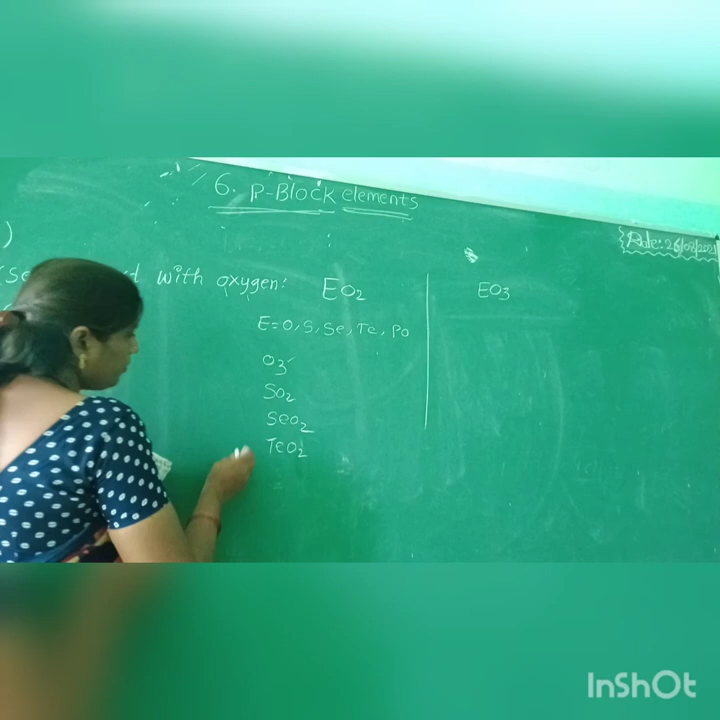 6. P-Block elements
Date: 26/02/2021
)
with oxygen: EO2 EO3
E=O, S, Se, Te, Po
O3
SO2
SeO2
TeO2
InShOt